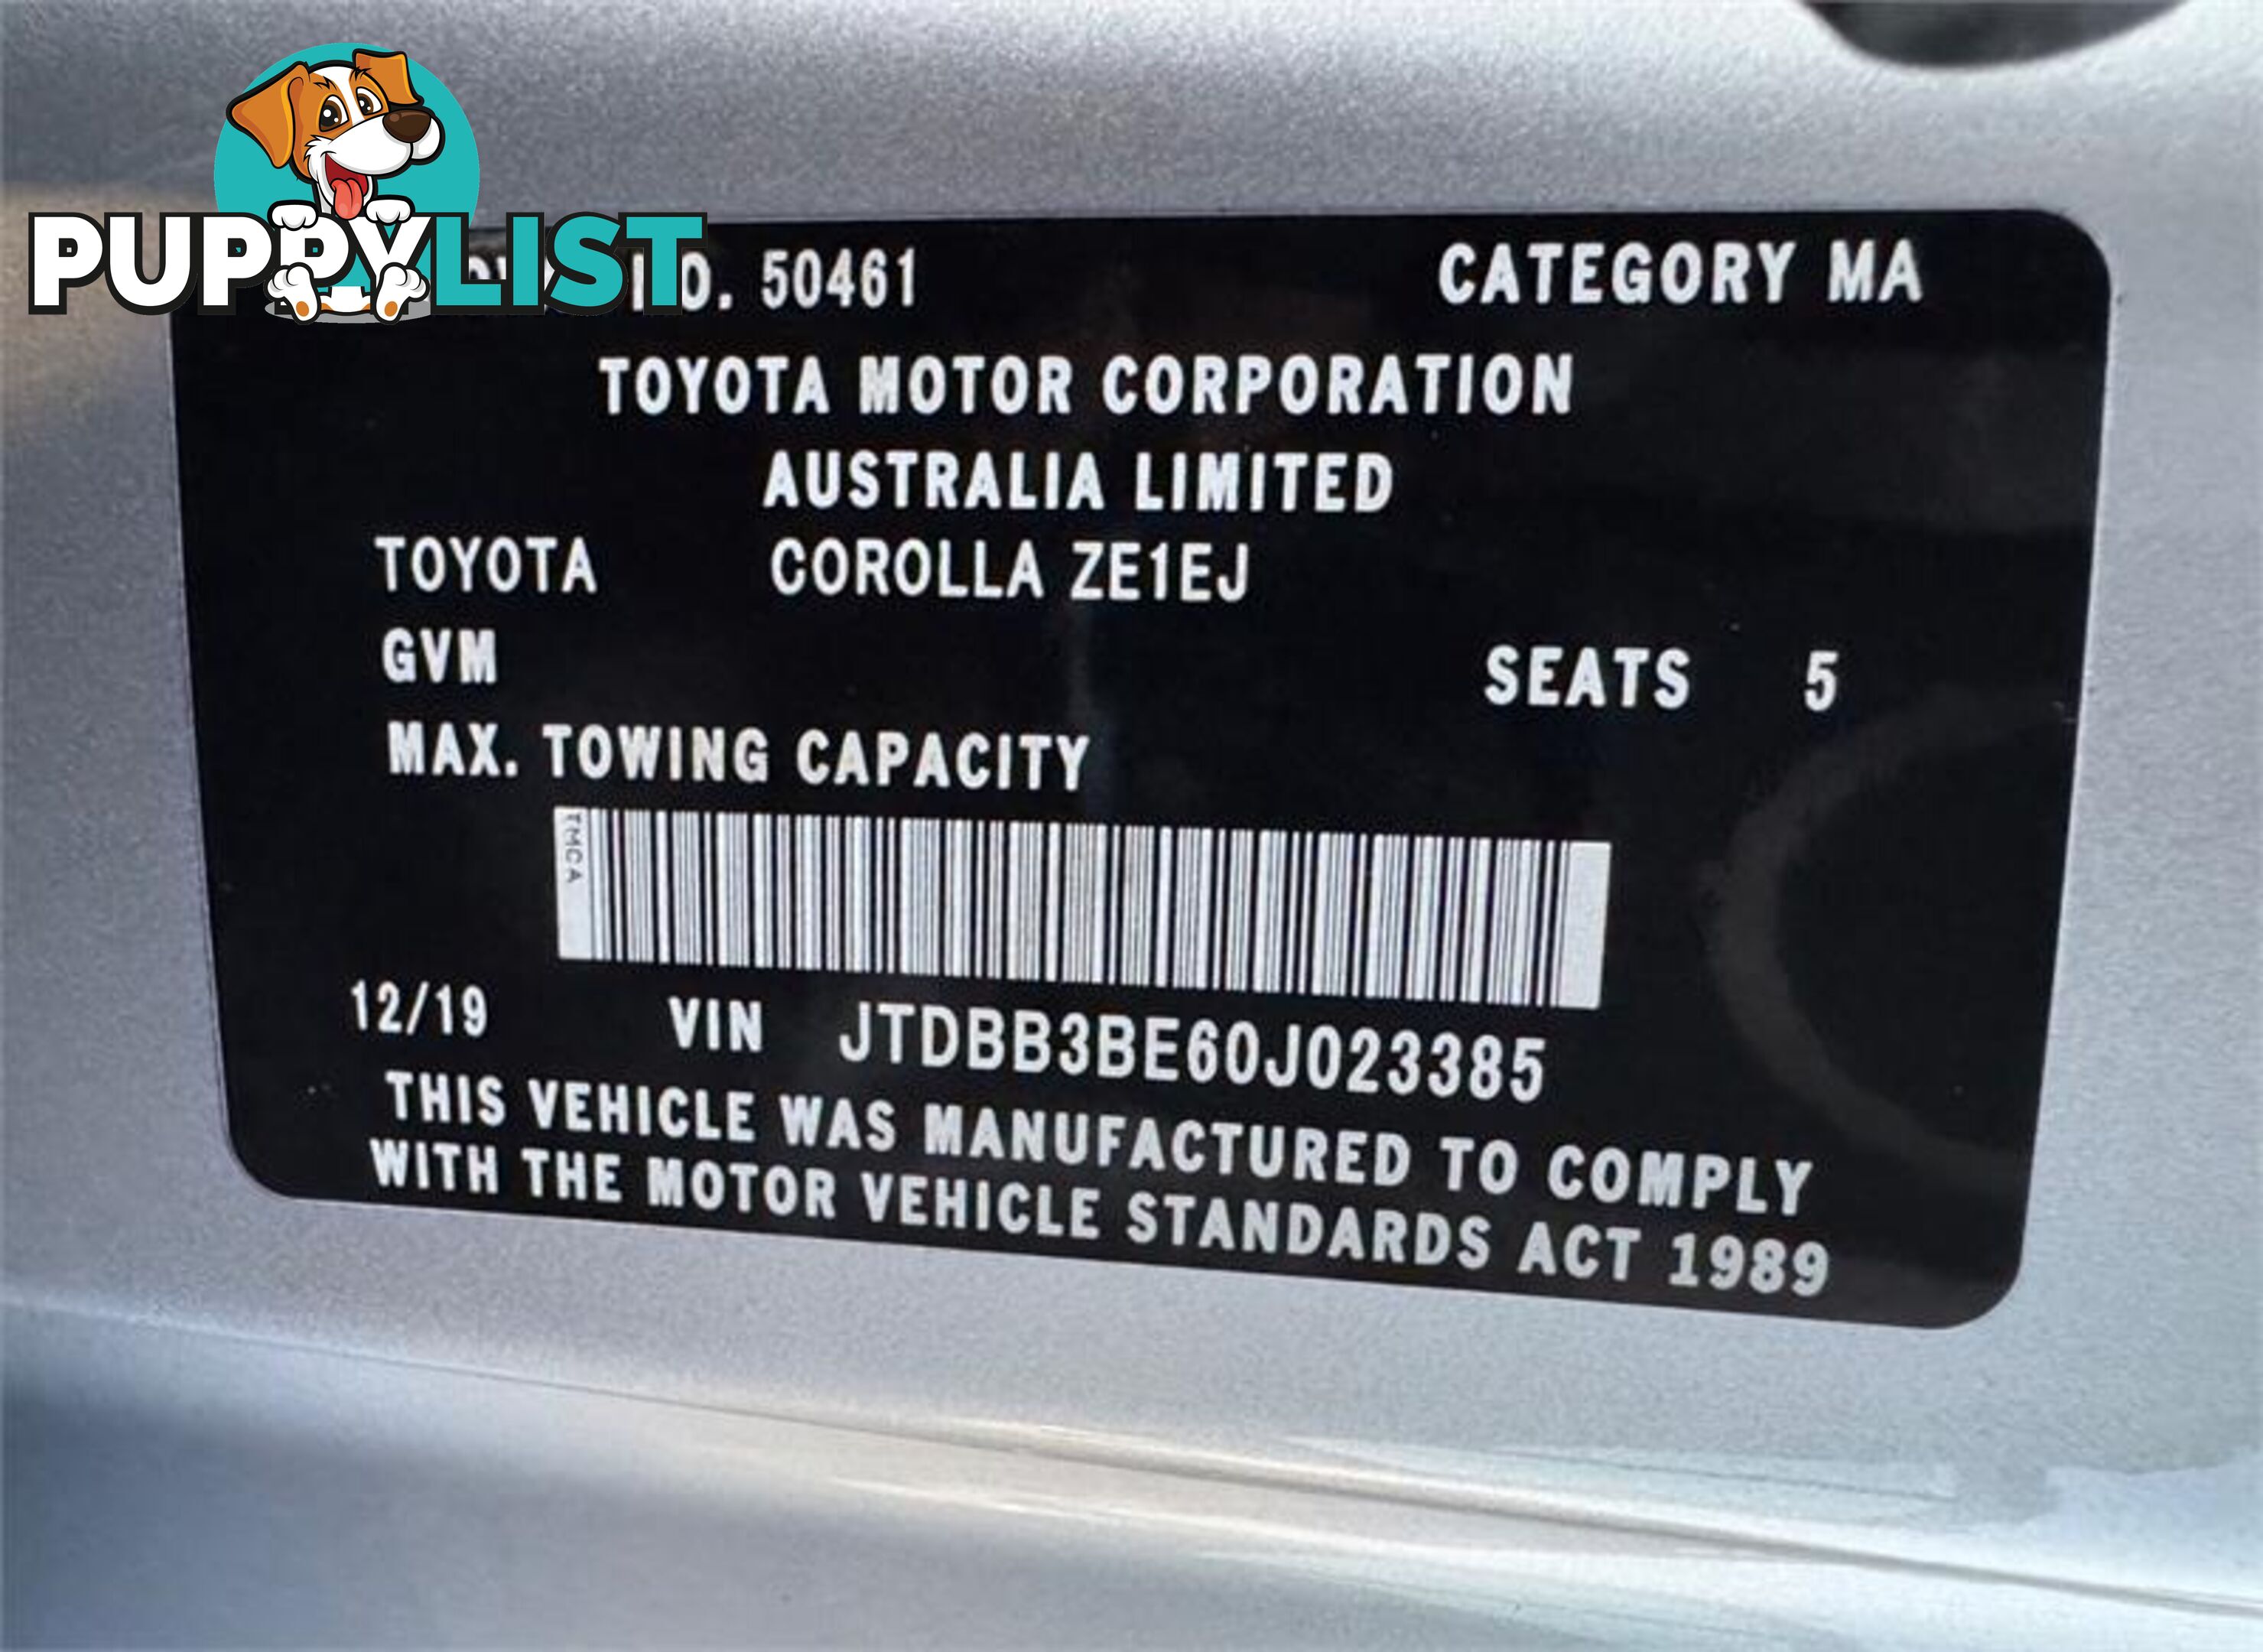 PUPPYLIST
NO. 50461 CATEGORY MA
TOYOTA MOTOR CORPORATION
AUSTRALIA LIMITED
TOYOTA COROLLA ZE1EJ
GVM SEATS 5
MAX. TOWING CAPACITY
TMCA
12/19 VIN JTDBB3BE60J023385
THIS VEHICLE WAS MANUFACTURED TO COMPLY
WITH THE MOTOR VEHICLE STANDARDS ACT 1989